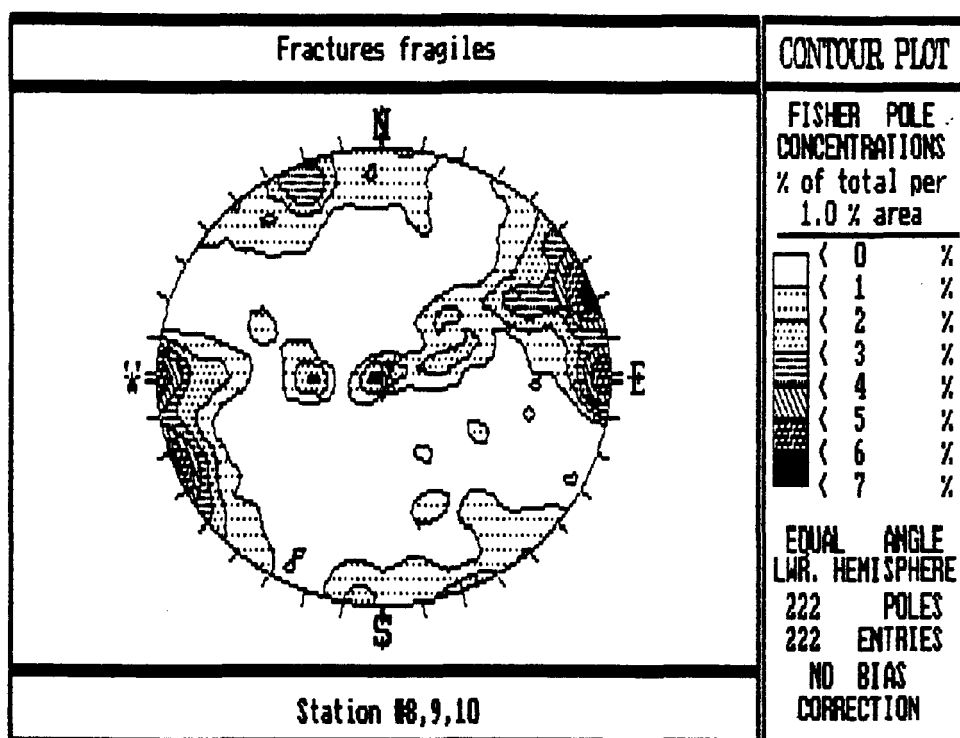 Fractures fragiles
N
W
E
S
Station #8,9,10
CONTOUR PLOT
FISHER POLE
CONCENTRATIONS
% of total per
1.0 % area
< 0 %
< 1 %
< 2 %
< 3 %
< 4 %
< 5 %
< 6 %
< 7 %
EQUAL ANGLE
LWR. HEMISPHERE
222 POLES
222 ENTRIES
NO BIAS
CORRECTION